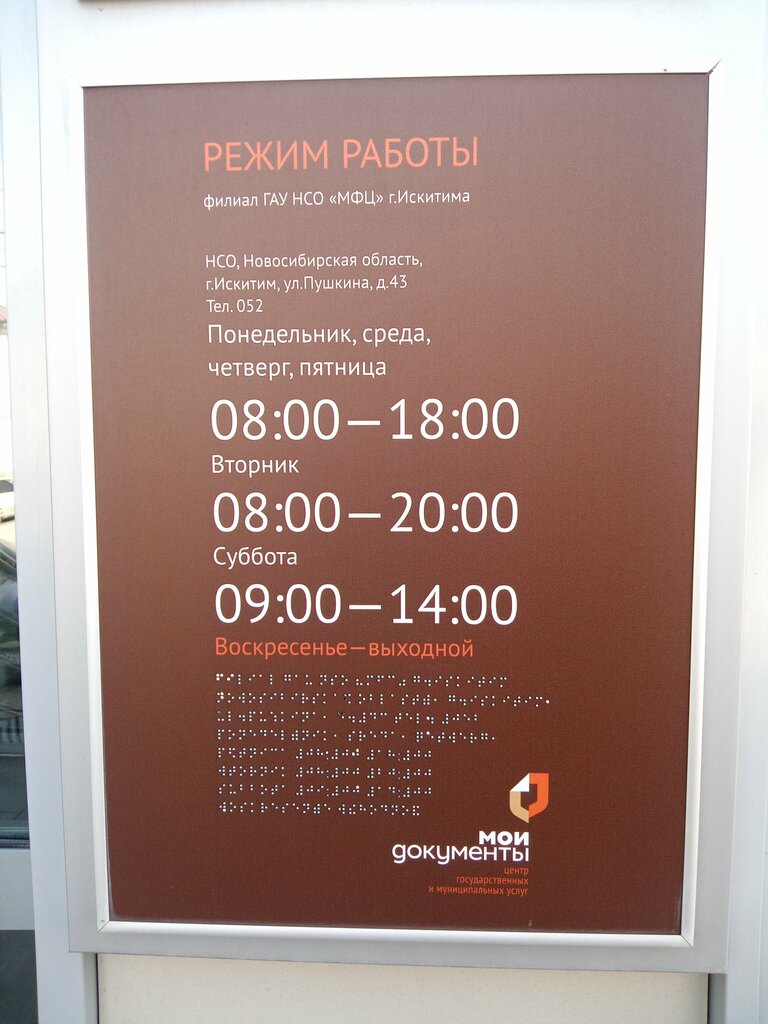 РЕЖИМ РАБОТЫ
филиал ГАУ НСО «МФЦ» г.Искитима
НСО, Новосибирская область,
г.Искитим, ул.Пушкина, д.43
Тел. 052
Понедельник, среда,
четверг, пятница
08:00—18:00
Вторник
08:00—20:00
Суббота
09:00—14:00
Воскресенье—выходной
мои
документы
центр
государственных
и муниципальных услуг